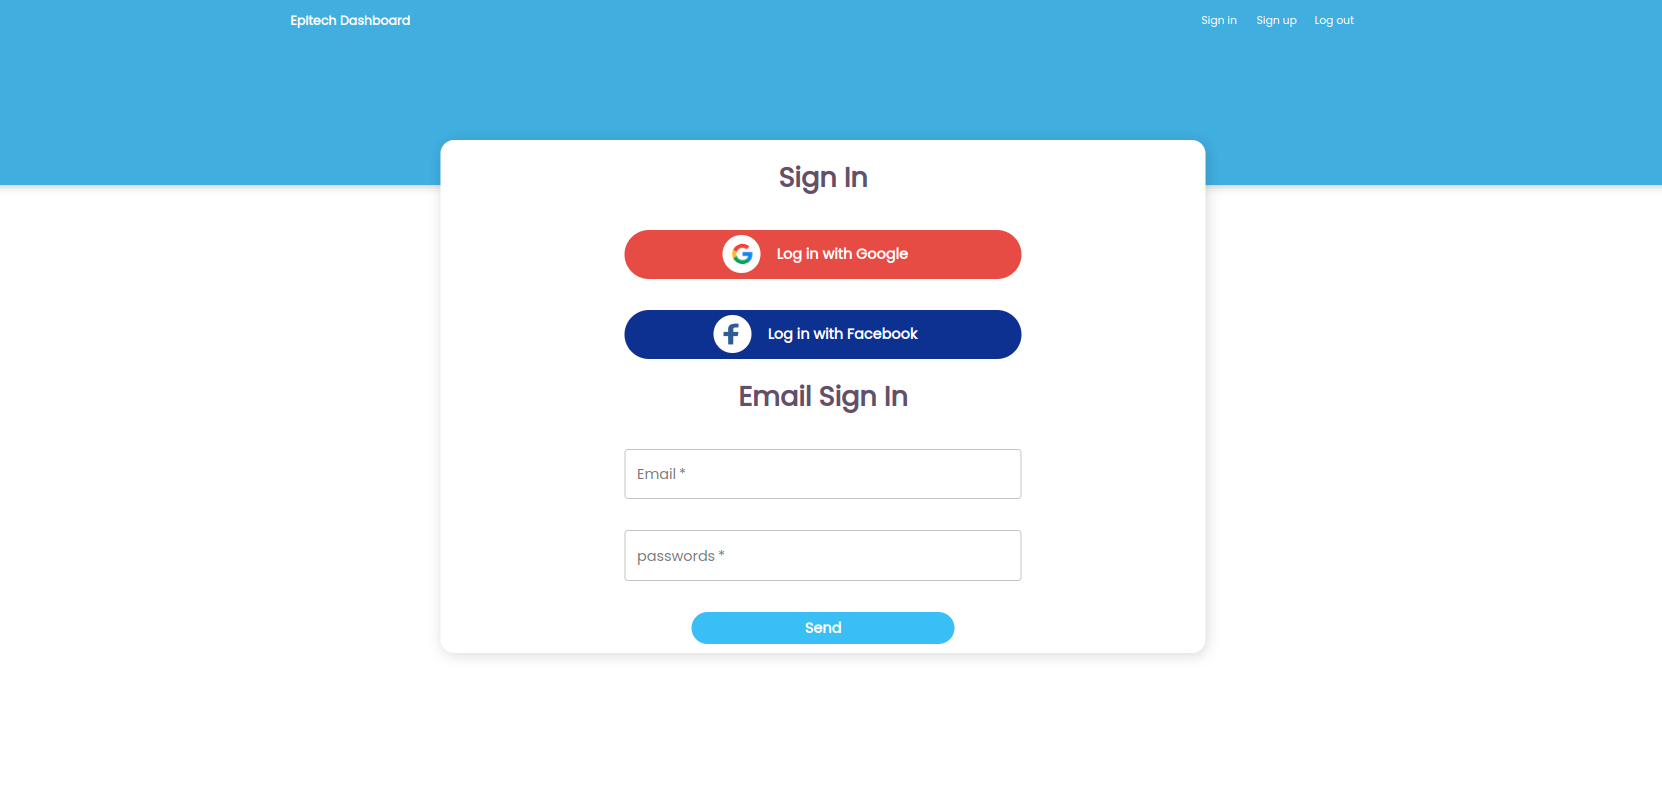 Epitech Dashboard
Sign in Sign up Log out
Sign In
Log in with Google
Log in with Facebook
Email Sign In
Email *
passwords *
Send